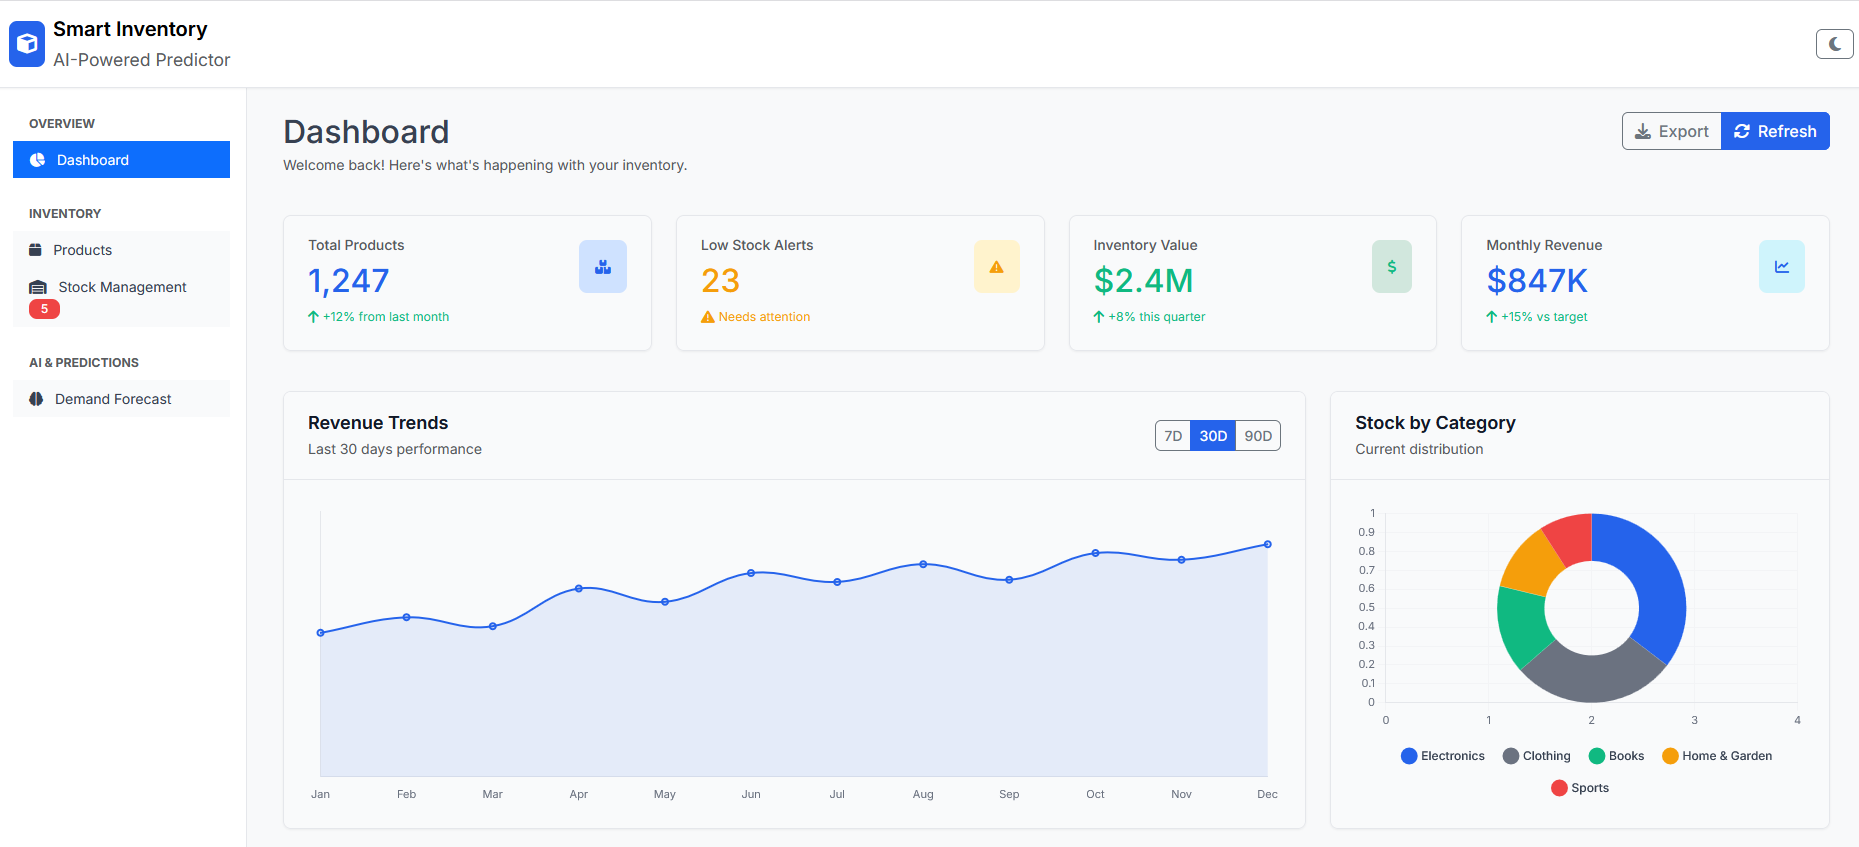 Smart Inventory
AI-Powered Predictor
OVERVIEW
Dashboard
INVENTORY
Products
Stock Management
5
AI & PREDICTIONS
Demand Forecast
Dashboard
Welcome back! Here's what's happening with your inventory.
Export
Refresh
Total Products
1,247
+12% from last month
Low Stock Alerts
23
Needs attention
Inventory Value
$
$2.4M
+8% this quarter
Monthly Revenue
$847K
+15% vs target
Revenue Trends
Last 30 days performance
7D 30D 90D
Jan Feb Mar Apr May Jun Jul Aug Sep Oct Nov Dec
Stock by Category
Current distribution
1
0.9
0.8
0.7
0.6
0.5
0.4
0.3
0.2
0.1
0
0 1 2 3 4
Electronics Clothing Books Home & Garden
Sports